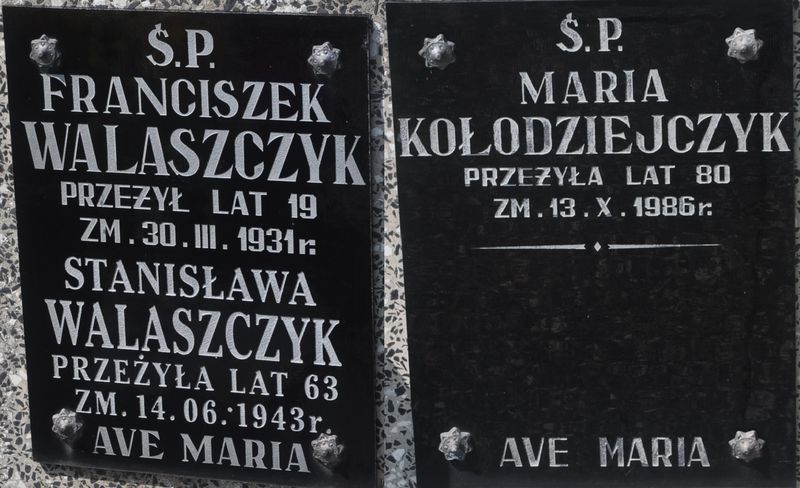 Ś.P.
FRANCISZEK
WALASZCZYK
PRZEŻYŁ LAT 19
ZM. 30. III. 1931r.
STANISŁAWA
WALASZCZYK
PRZEŻYŁA LAT 63
ZM. 14. 06. 1943r.
AVE MARIA
Ś.P.
MARIA
KOŁODZIEJCZYK
PRZEŻYŁA LAT 80
ZM. 13. X. 1986r.
AVE MARIA